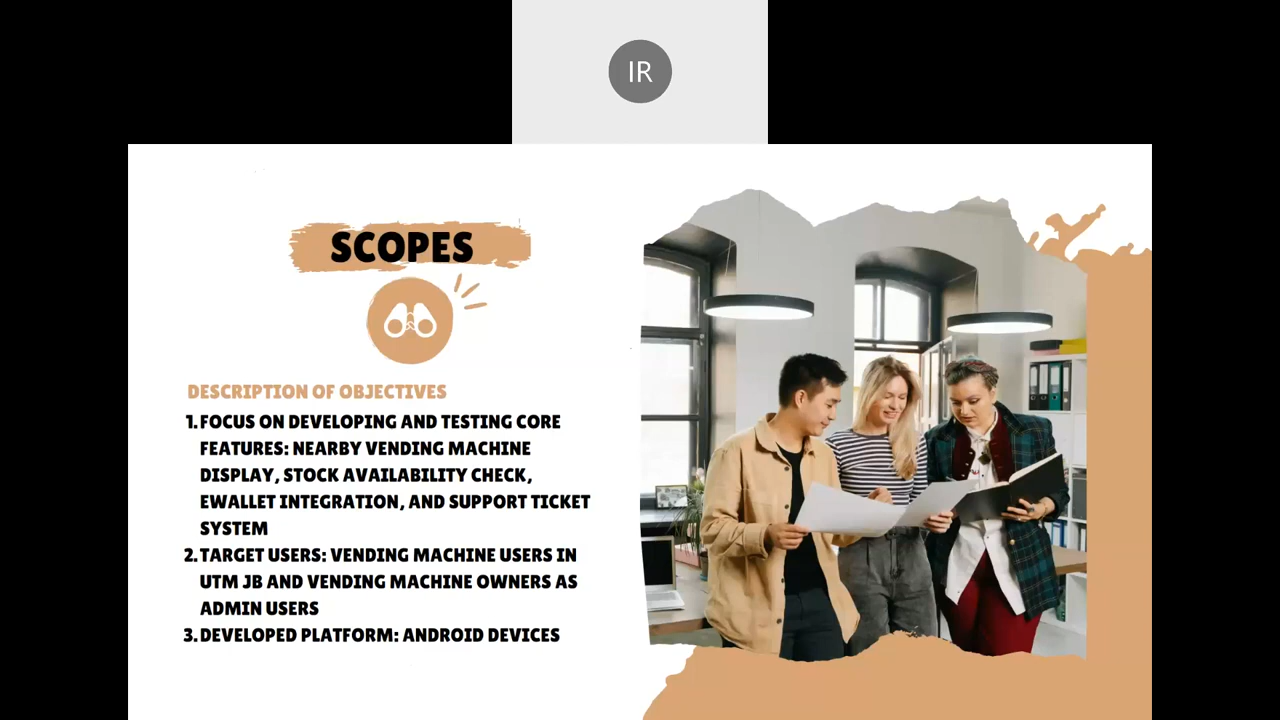 IR
SCOPES
DESCRIPTION OF OBJECTIVES
1. FOCUS ON DEVELOPING AND TESTING CORE
FEATURES: NEARBY VENDING MACHINE
DISPLAY, STOCK AVAILABILITY CHECK,
EWALLET INTEGRATION, AND SUPPORT TICKET
SYSTEM
2. TARGET USERS: VENDING MACHINE USERS IN
UTM JB AND VENDING MACHINE OWNERS AS
ADMIN USERS
3. DEVELOPED PLATFORM: ANDROID DEVICES